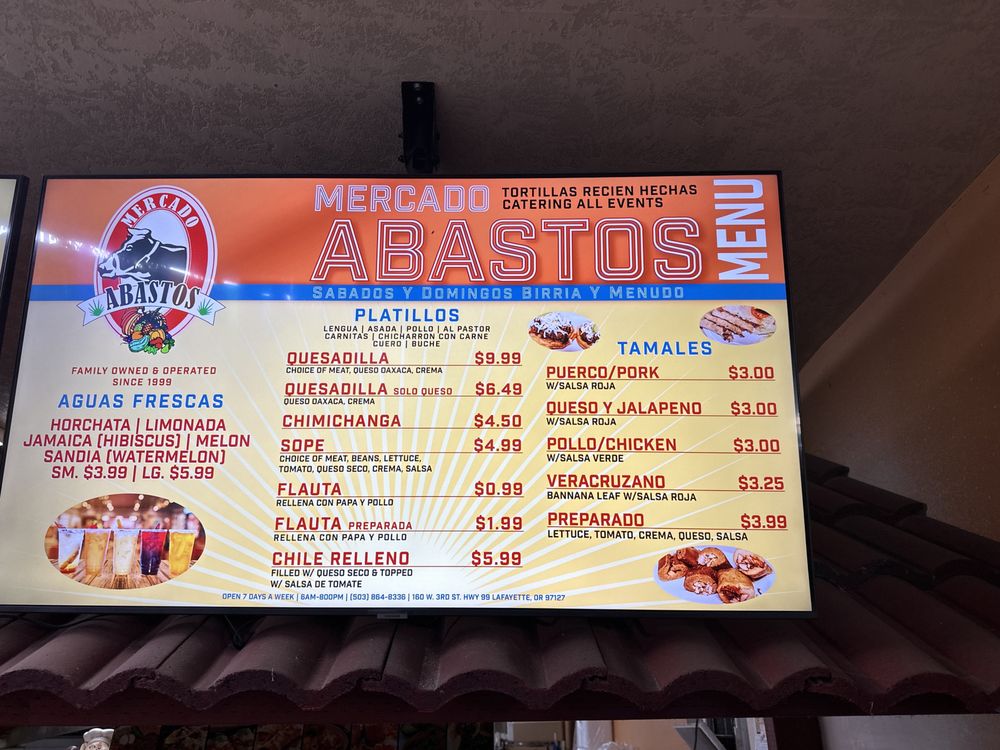 MERCADO
ABASTOS
FAMILY OWNED & OPERATED
SINCE 1999
AGUAS FRESCAS
HORCHATA | LIMONADA
JAMAICA (HIBISCUS) | MELON
SANDIA (WATERMELON)
SM. $3.99 | LG. $5.99
MERCADO
TORTILLAS RECIEN HECHAS
CATERING ALL EVENTS
ABASTOS
MENU
SABADOS Y DOMINGOS BIRRIA Y MENUDO
PLATILLOS
LENGUA | ASADA | POLLO | AL PASTOR
CARNITAS | CHICHARRON CON CARNE
CUERO | BUCHE
QUESADILLA $9.99
CHOICE OF MEAT, QUESO OAXACA, CREMA
QUESADILLA SOLO QUESO $6.49
QUESO OAXACA, CREMA
CHIMICHANGA $4.50
SOPE $4.99
CHOICE OF MEAT, BEANS, LETTUCE,
TOMATO, QUESO SECO, CREMA, SALSA
FLAUTA $0.99
RELLENA CON PAPA Y POLLO
FLAUTA PREPARADA $1.99
RELLENA CON PAPA Y POLLO
CHILE RELLENO $5.99
FILLED W/ QUESO SECO & TOPPED
W/ SALSA DE TOMATE
TAMALES
PUERCO/PORK $3.00
W/SALSA ROJA
QUESO Y JALAPENO $3.00
W/SALSA ROJA
POLLO/CHICKEN $3.00
W/SALSA VERDE
VERACRUZANO $3.25
BANNANA LEAF W/SALSA ROJA
PREPARADO $3.99
LETTUCE, TOMATO, CREMA, QUESO, SALSA
OPEN 7 DAYS A WEEK | 6AM-800PM | (503) 864-8336 | 160 W. 3RD ST. HWY 99 LAFAYETTE, OR 97127